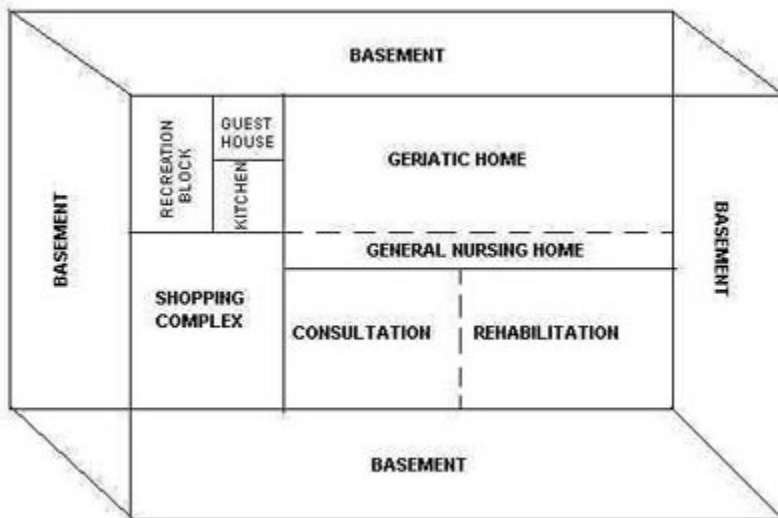 BASEMENT
GUEST
HOUSE
RECREATION
BLOCK
KITCHEN
GERIATIC HOME
BASEMENT
BASEMENT
GENERAL NURSING HOME
SHOPPING
COMPLEX
CONSULTATION
REHABILITATION
BASEMENT